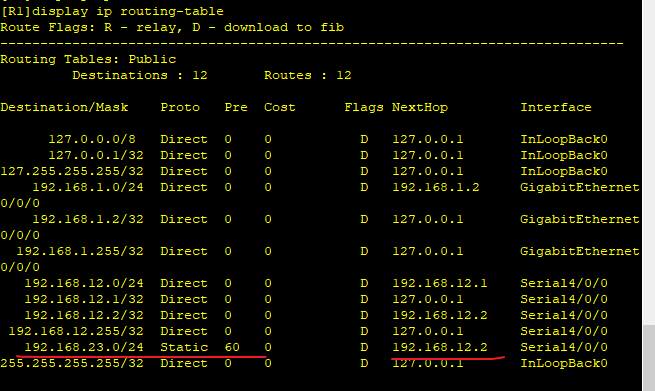 [R1]display ip routing-table
Route Flags: R - relay, D - download to fib
------------------------------------------------------------------------------
Routing Tables: Public
         Destinations : 12       Routes : 12

Destination/Mask    Proto   Pre  Cost      Flags NextHop         Interface

      127.0.0.0/8   Direct  0    0           D   127.0.0.1       InLoopBack0
      127.0.0.1/32  Direct  0    0           D   127.0.0.1       InLoopBack0
127.255.255.255/32  Direct  0    0           D   127.0.0.1       InLoopBack0
    192.168.1.0/24  Direct  0    0           D   192.168.1.2     GigabitEthernet
0/0/0
    192.168.1.2/32  Direct  0    0           D   127.0.0.1       GigabitEthernet
0/0/0
  192.168.1.255/32  Direct  0    0           D   127.0.0.1       GigabitEthernet
0/0/0
   192.168.12.0/24  Direct  0    0           D   192.168.12.1    Serial4/0/0
   192.168.12.1/32  Direct  0    0           D   127.0.0.1       Serial4/0/0
   192.168.12.2/32  Direct  0    0           D   192.168.12.2    Serial4/0/0
 192.168.12.255/32  Direct  0    0           D   127.0.0.1       Serial4/0/0
   192.168.23.0/24  Static  60   0           D   192.168.12.2    Serial4/0/0
255.255.255.255/32  Direct  0    0           D   127.0.0.1       InLoopBack0